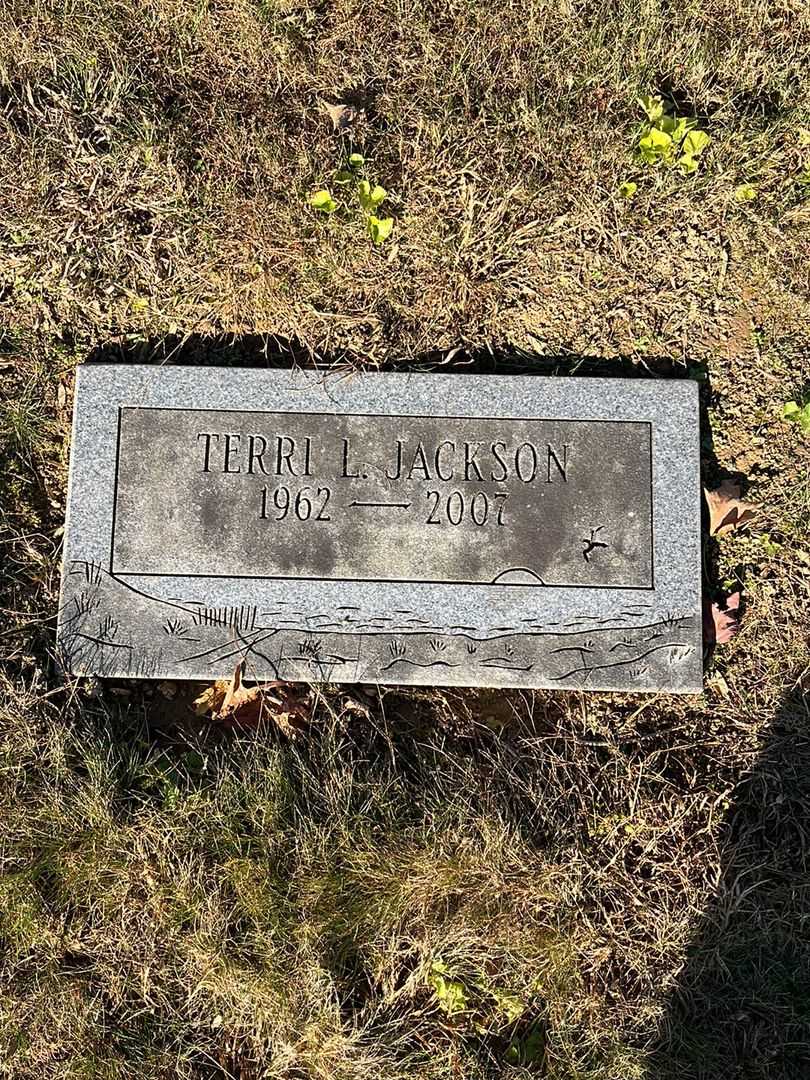 TERRI L. JACKSON
1962 — 2007